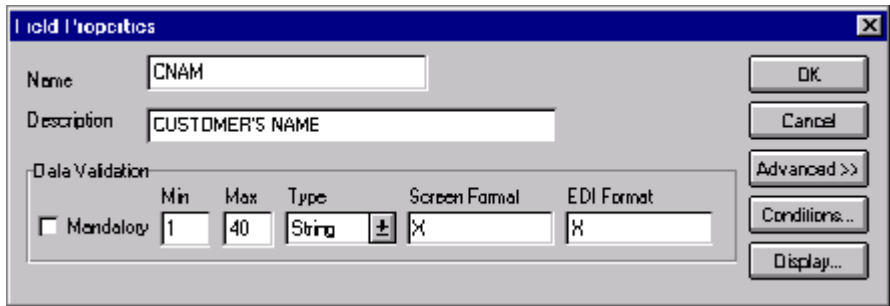 Field Properties
Name CNAM
Description CUSTOMER'S NAME
Data Validation
Min Max Type Screen Format EDI Format
Mandatory 1 40 String X X
OK
Cancel
Advanced >>
Conditions...
Display...